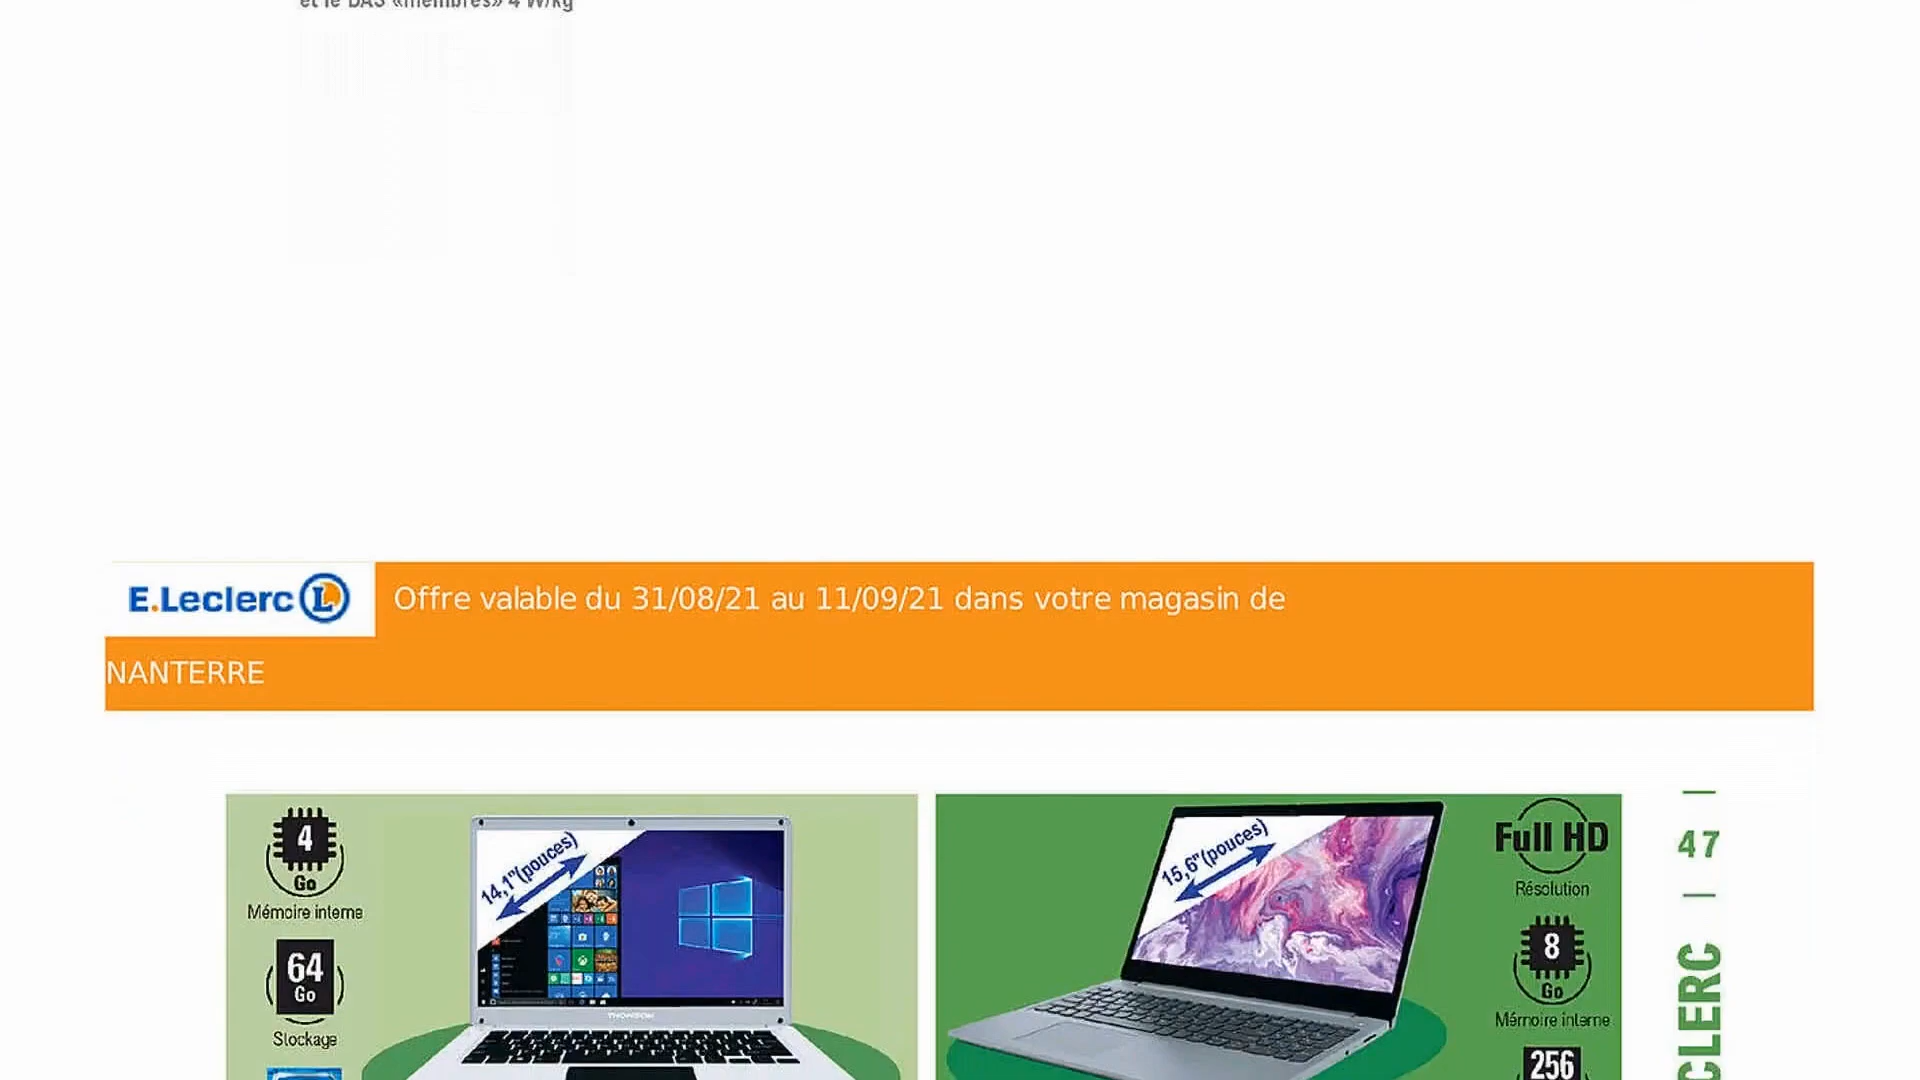 et le DAS «membres» 4 W/kg
E.Leclerc L
Offre valable du 31/08/21 au 11/09/21 dans votre magasin de
NANTERRE
4
Go
Mémoire interne
64
Go
Stockage
14,1"(pouces)
THOMSON
15,6"(pouces)
Full HD
Résolution
8
Go
Mémoire interne
256
47
CLERC